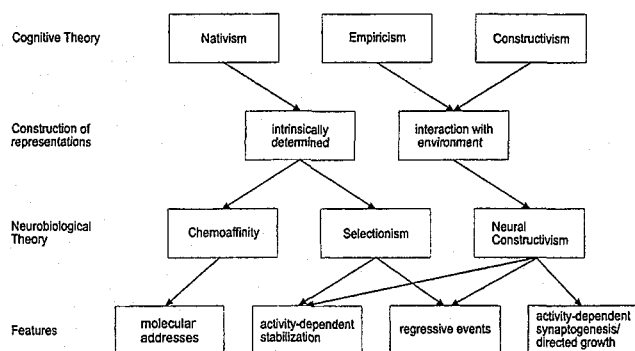 Cognitive Theory
Nativism
Empiricism
Constructivism
Construction of
representations
intrinsically
determined
interaction with
environment
Neurobiological
Theory
Chemoaffinity
Selectionism
Neural
Constructivism
Features
molecular
addresses
activity-dependent
stabilization
regressive events
activity-dependent
synaptogenesis/
directed growth